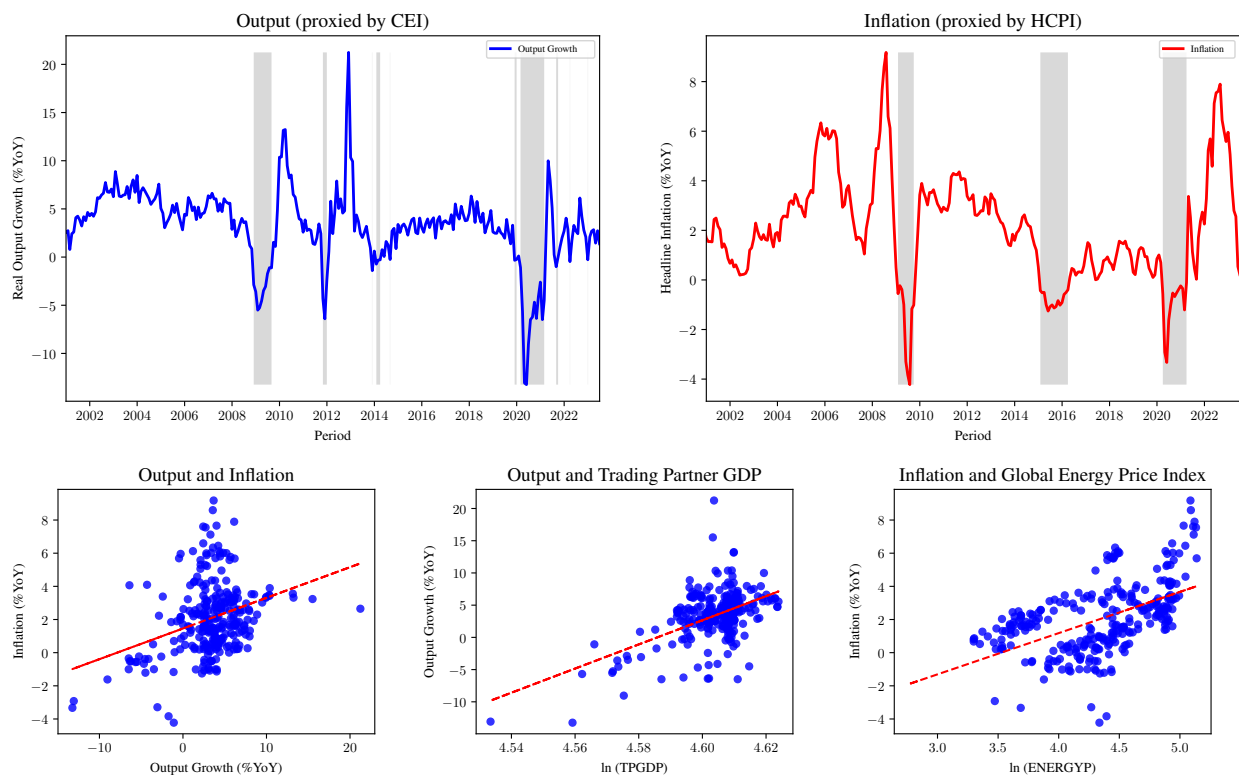 Output (proxied by CEI)
Output Growth
Real Output Growth (%YoY)
20
15
10
5
0
−5
−10
2002 2004 2006 2008 2010 2012 2014 2016 2018 2020 2022
Period
Inflation (proxied by HCPI)
Inflation
Headline Inflation (%YoY)
8
6
4
2
0
−2
−4
2002 2004 2006 2008 2010 2012 2014 2016 2018 2020 2022
Period
Output and Inflation
Inflation (%YoY)
8
6
4
2
0
−2
−4
−10 0 10 20
Output Growth (%YoY)
Output and Trading Partner GDP
Output Growth (%YoY)
20
15
10
5
0
−5
−10
4.54 4.56 4.58 4.60 4.62
ln (TPGDP)
Inflation and Global Energy Price Index
Inflation (%YoY)
8
6
4
2
0
−2
−4
3.0 3.5 4.0 4.5 5.0
ln (ENERGYP)